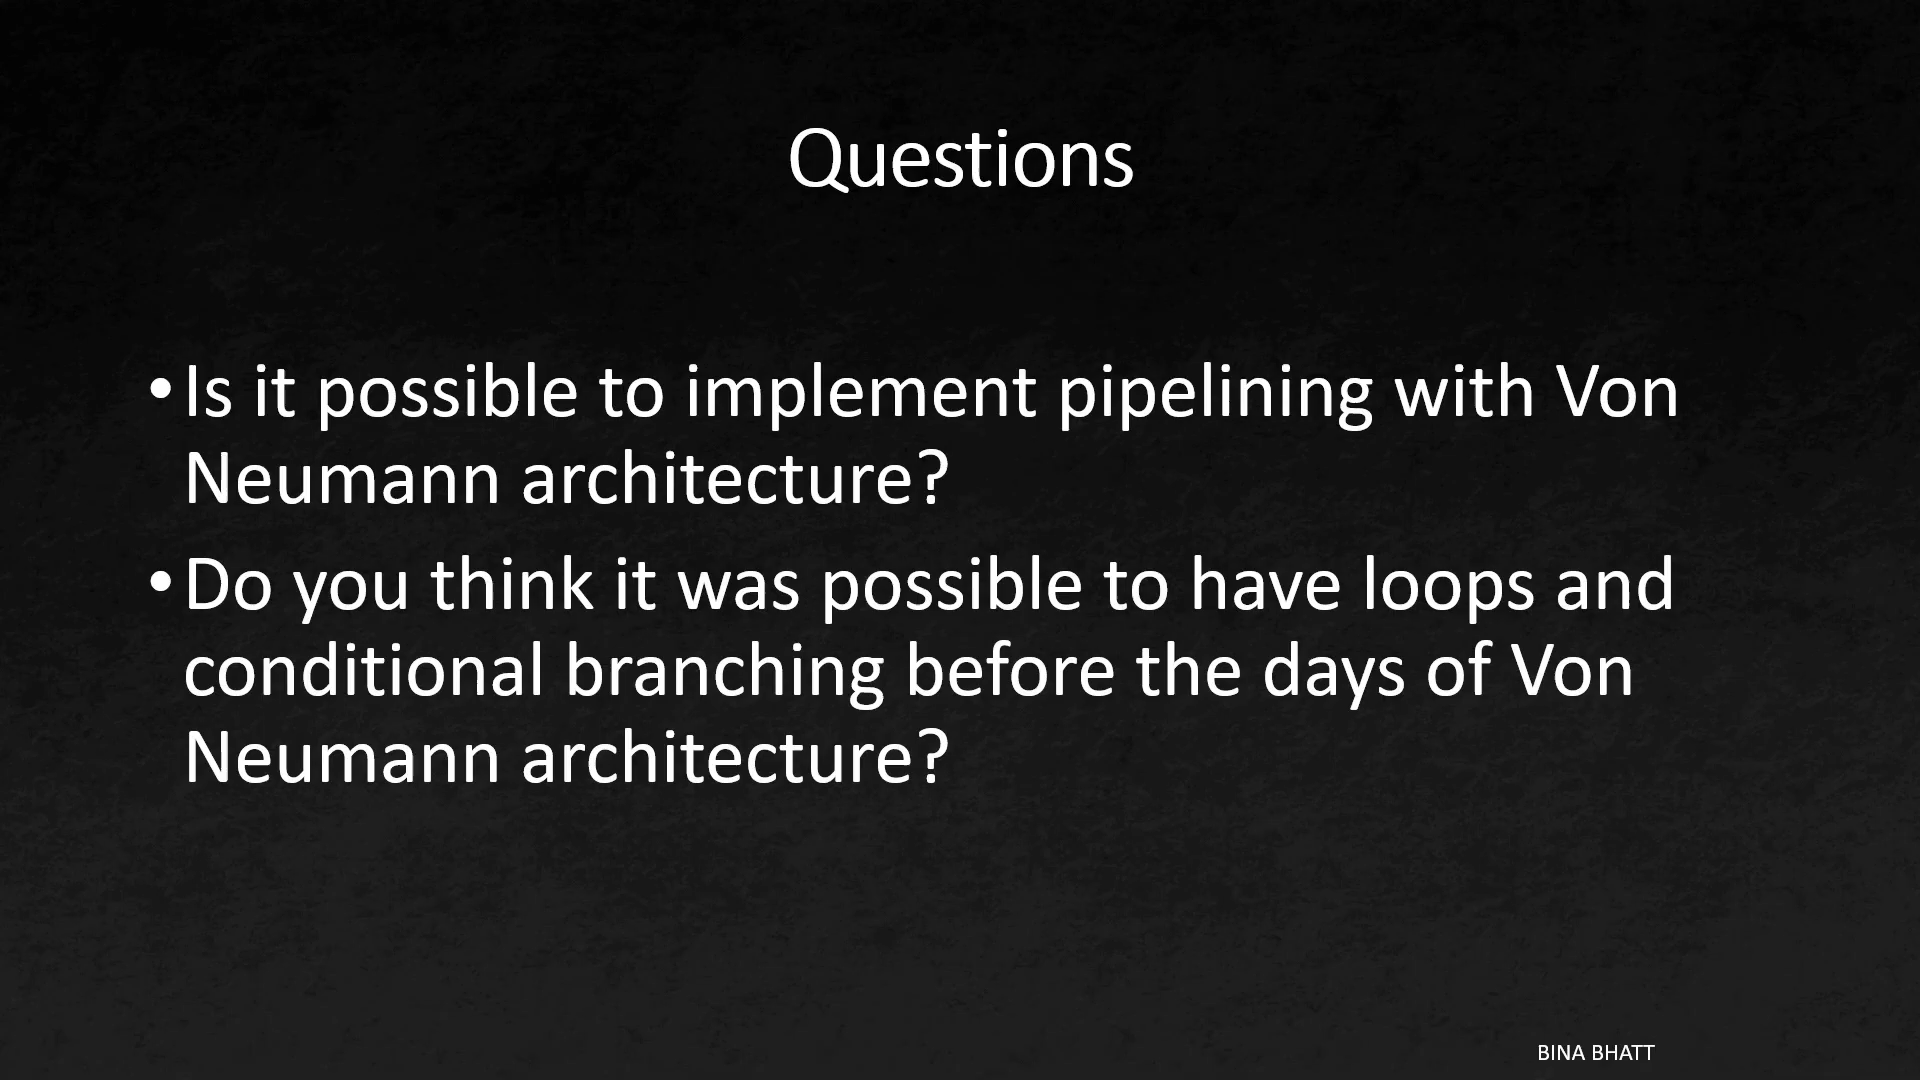 Questions
• Is it possible to implement pipelining with Von
Neumann architecture?
• Do you think it was possible to have loops and
conditional branching before the days of Von
Neumann architecture?
BINA BHATT